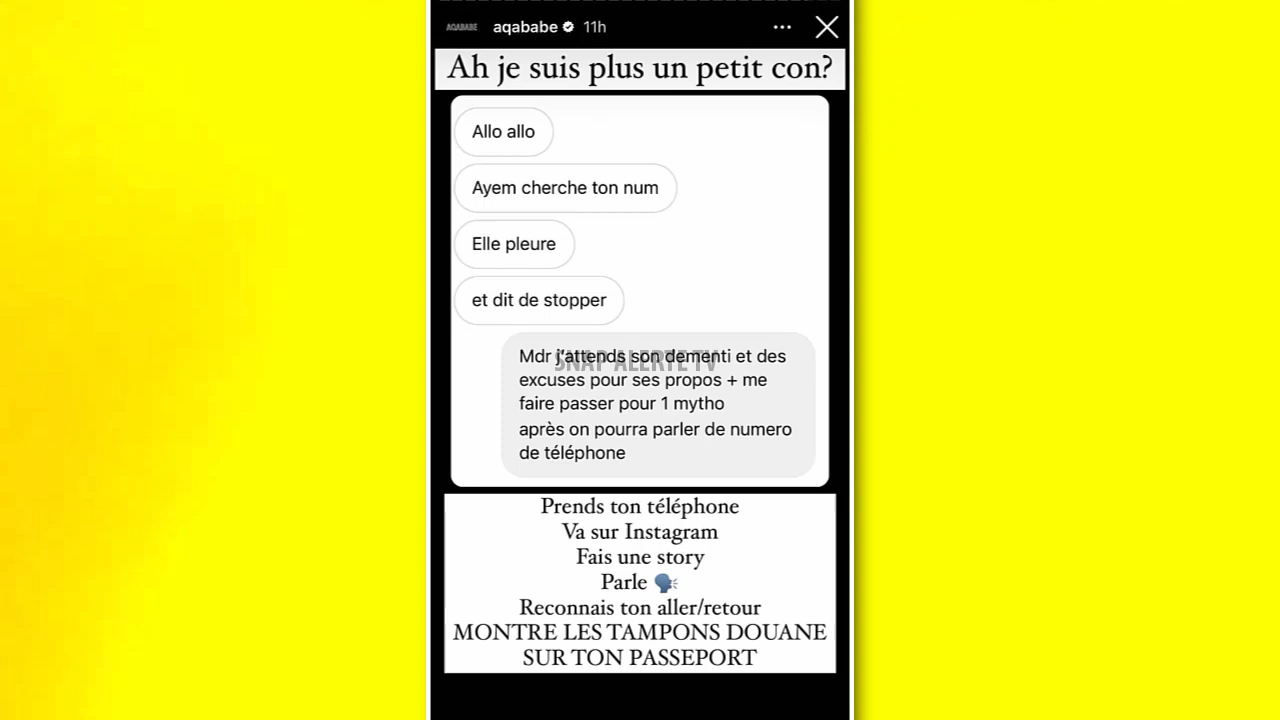 AQABABE aqababe 11h
Ah je suis plus un petit con?
Allo allo
Ayem cherche ton num
Elle pleure
et dit de stopper
Mdr j'attends son démenti et des
SNAP ALERTE TV
excuses pour ses propos + me
faire passer pour 1 mytho
après on pourra parler de numero
de téléphone
Prends ton téléphone
Va sur Instagram
Fais une story
Parle 🗣️
Reconnais ton aller/retour
MONTRE LES TAMPONS DOUANE
SUR TON PASSEPORT